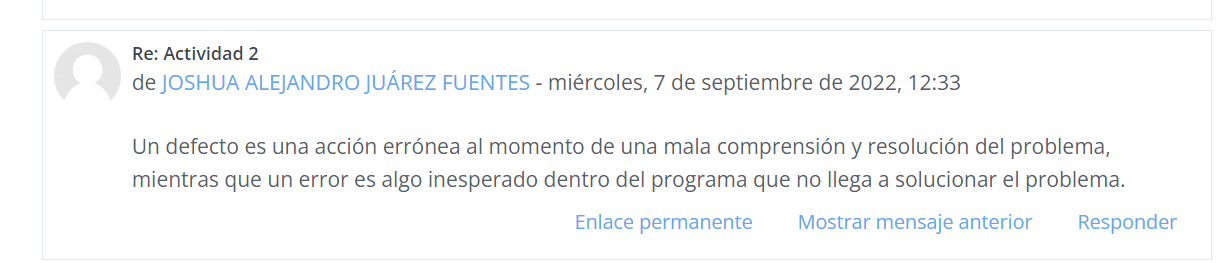 Re: Actividad 2
de JOSHUA ALEJANDRO JUÁREZ FUENTES - miércoles, 7 de septiembre de 2022, 12:33
Un defecto es una acción errónea al momento de una mala comprensión y resolución del problema,
mientras que un error es algo inesperado dentro del programa que no llega a solucionar el problema.
Enlace permanente Mostrar mensaje anterior Responder